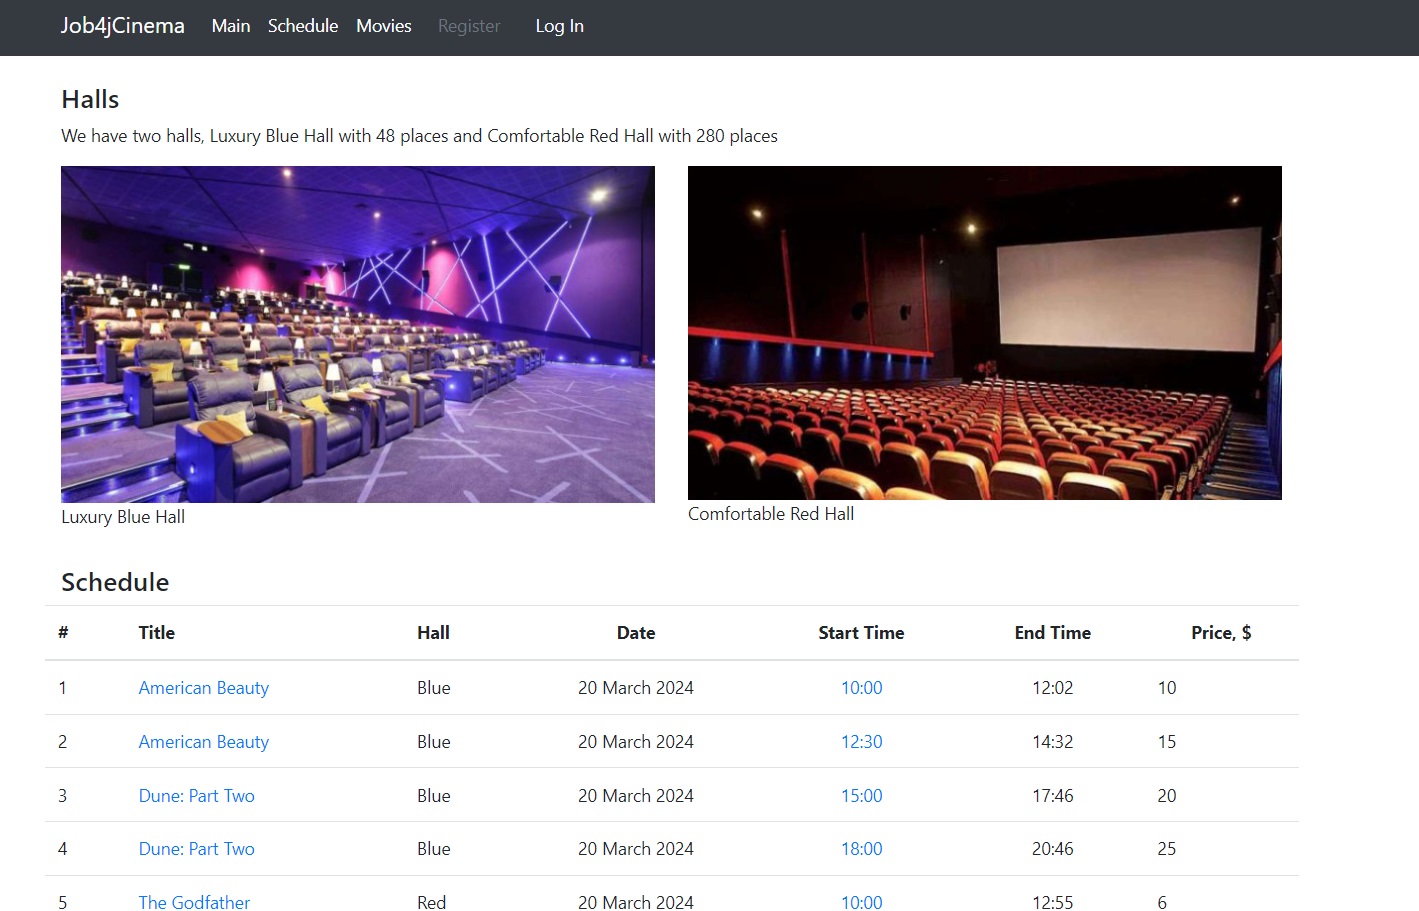 Job4jCinema Main Schedule Movies Register Log In
Halls
We have two halls, Luxury Blue Hall with 48 places and Comfortable Red Hall with 280 places
Luxury Blue Hall
Comfortable Red Hall
Schedule
# Title Hall Date Start Time End Time Price, $
1 American Beauty Blue 20 March 2024 10:00 12:02 10
2 American Beauty Blue 20 March 2024 12:30 14:32 15
3 Dune: Part Two Blue 20 March 2024 15:00 17:46 20
4 Dune: Part Two Blue 20 March 2024 18:00 20:46 25
5 The Godfather Red 20 March 2024 10:00 12:55 6